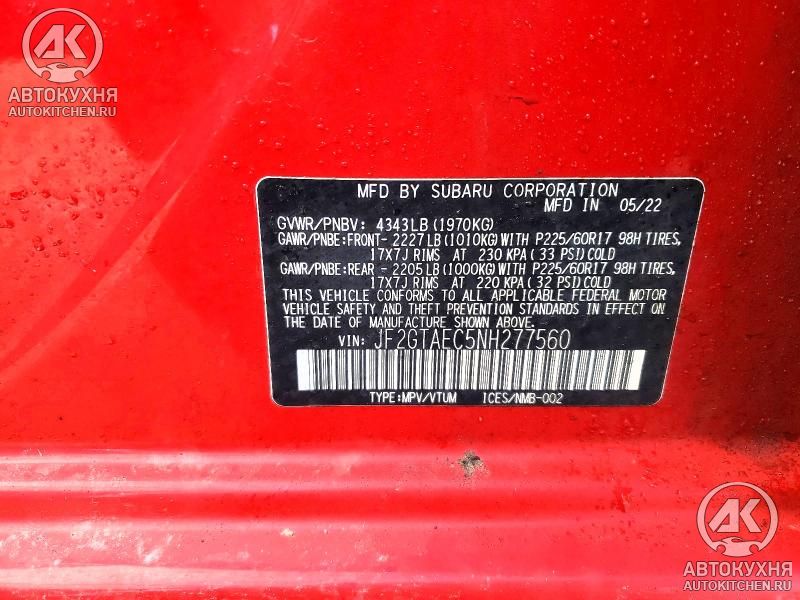 АК
АВТОКУХНЯ
AUTOKITCHEN.RU
MFD BY SUBARU CORPORATION
MFD IN 05/22
GVWR/PNBV: 4343LB (1970KG)
GAWR/PNBE:FRONT- 2227LB (1010KG) WITH P225/60R17 98H TIRES,
17X7J RIMS AT 230 KPA (33 PSI) COLD
GAWR/PNBE:REAR - 2205LB (1000KG) WITH P225/60R17 98H TIRES,
17X7J RIMS AT 220 KPA (32 PSI) COLD
THIS VEHICLE CONFORMS TO ALL APPLICABLE FEDERAL MOTOR
VEHICLE SAFETY AND THEFT PREVENTION STANDARDS IN EFFECT ON
THE DATE OF MANUFACTURE SHOWN ABOVE.
VIN: JF2GTAEC5NH277560
TYPE:MPV/VTUM ICES/NMB-002
АК
АВТОКУХНЯ
AUTOKITCHEN.RU